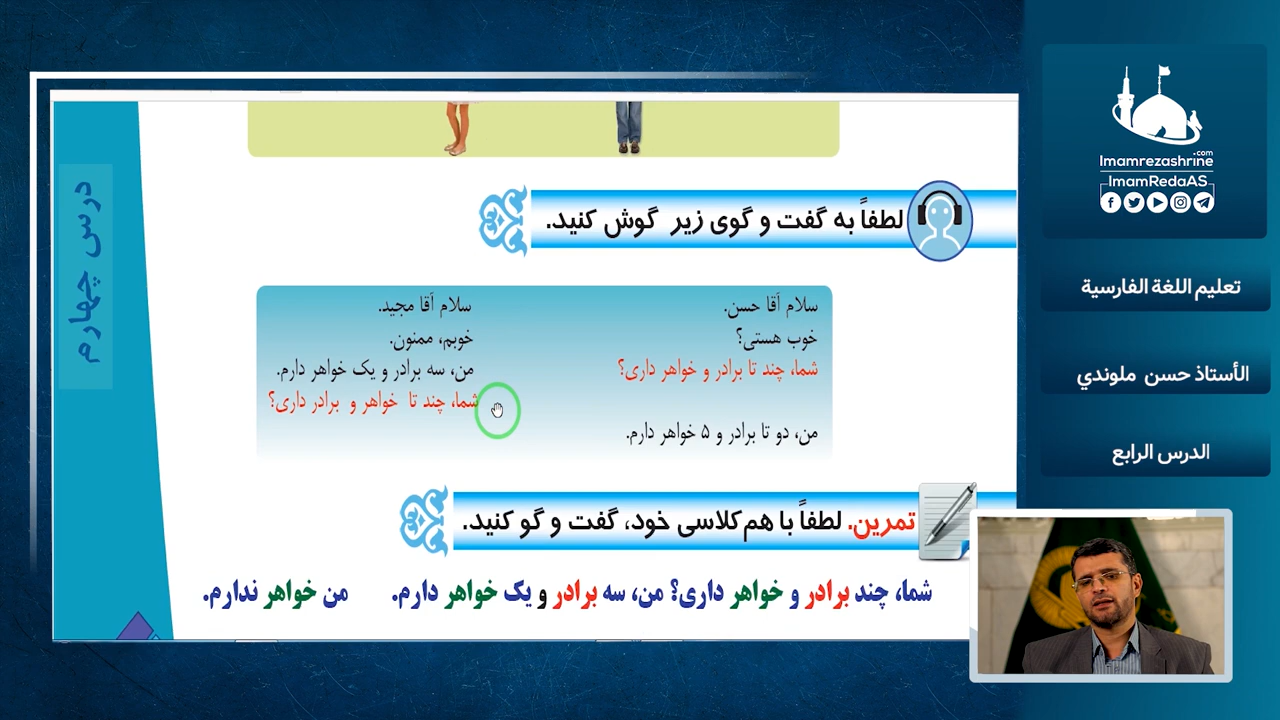 درس چهارم
لطفاً به گفت و گوی زیر گوش کنید.
سلام آقا حسن.
سلام آقا مجید.
خوب هستی؟
خوبم، ممنون.
شما، چند تا برادر و خواهر داری؟
من، سه برادر و یک خواهر دارم.
شما، چند تا خواهر و برادر داری؟
من، دو تا برادر و ۵ خواهر دارم.
تمرین. لطفاً با هم‌کلاسی خود، گفت و گو کنید.
شما، چند برادر و خواهر داری؟ من، سه برادر و یک خواهر دارم. من خواهر ندارم.
Imamrezashrine.com
ImamRedaAS
تعليم اللغة الفارسية
الأستاذ حسن ملوندي
الدرس الرابع